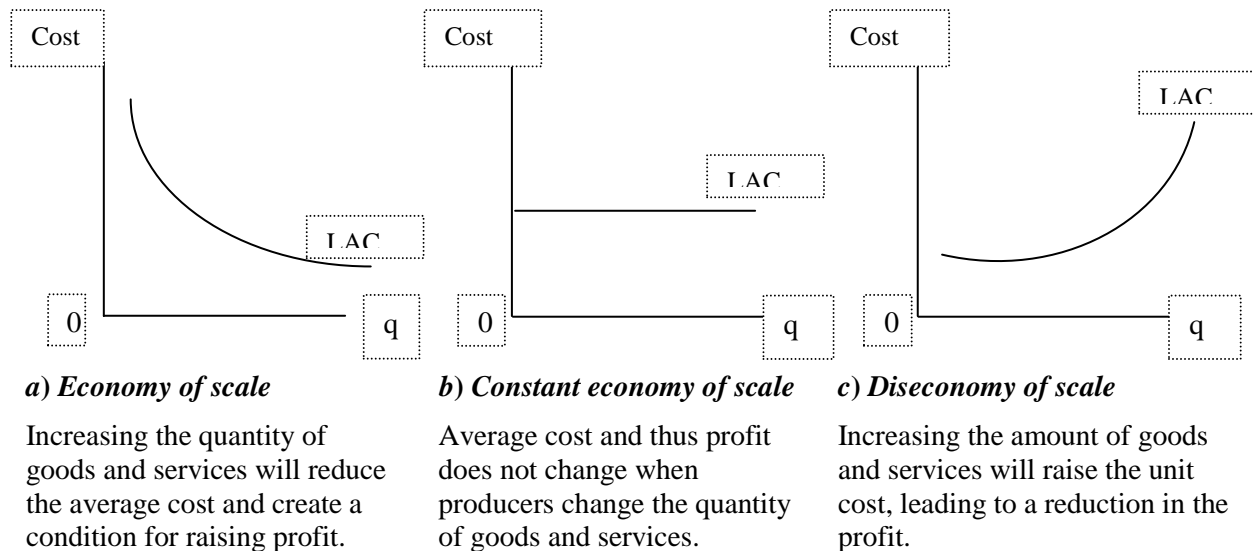 Cost
LAC
0
q
a) Economy of scale
Increasing the quantity of
goods and services will reduce
the average cost and create a
condition for raising profit.
Cost
LAC
0
q
b) Constant economy of scale
Average cost and thus profit
does not change when
producers change the quantity
of goods and services.
Cost
LAC
0
q
c) Diseconomy of scale
Increasing the amount of goods
and services will raise the unit
cost, leading to a reduction in the
profit.